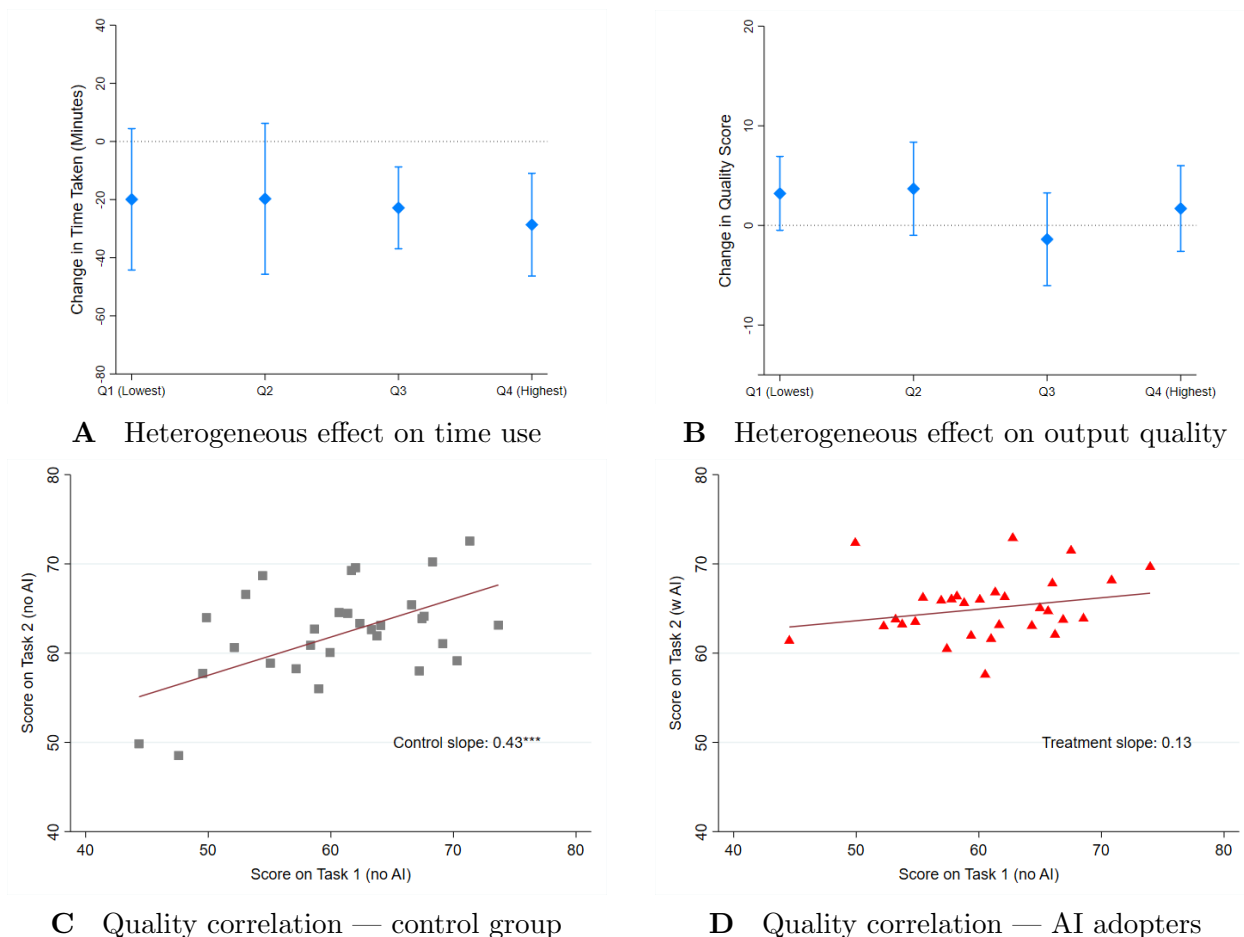 Change in Time Taken (Minutes)
40
20
0
-20
-40
-60
-80
Q1 (Lowest) Q2 Q3 Q4 (Highest)
A Heterogeneous effect on time use
Change in Quality Score
20
10
0
-10
Q1 (Lowest) Q2 Q3 Q4 (Highest)
B Heterogeneous effect on output quality
Score on Task 2 (no AI)
80
70
60
50
40
Control slope: 0.43***
40 50 60 70 80
Score on Task 1 (no AI)
C Quality correlation — control group
Score on Task 2 (w AI)
80
70
60
50
40
Treatment slope: 0.13
40 50 60 70 80
Score on Task 1 (no AI)
D Quality correlation — AI adopters